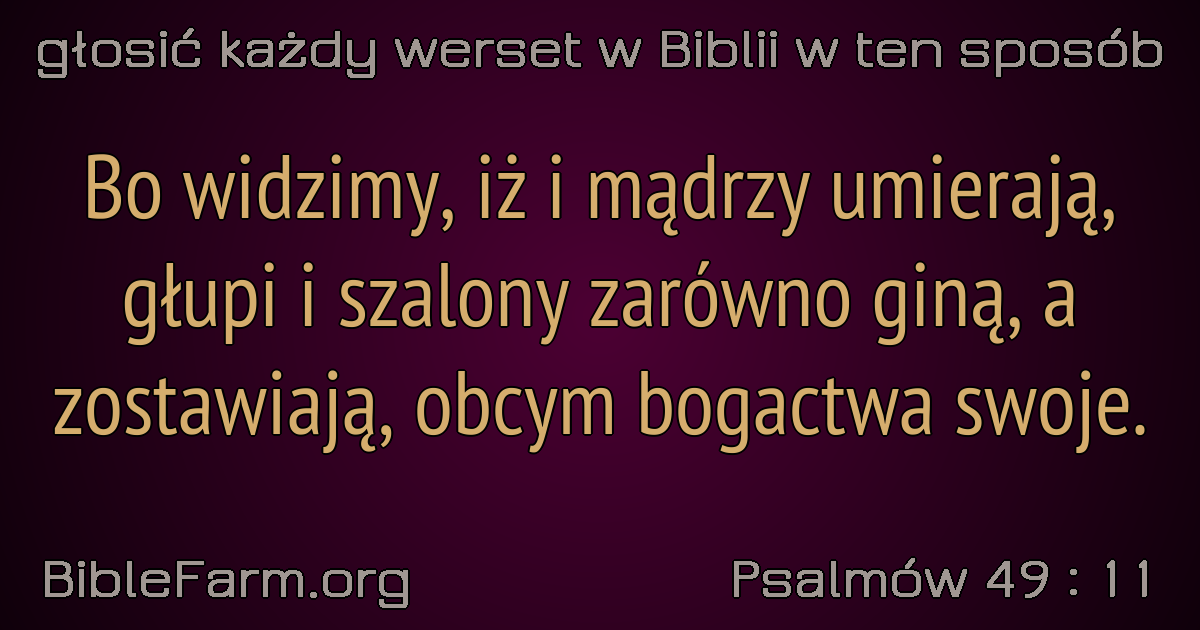 głosić każdy werset w Biblii w ten sposób
Bo widzimy, iż i mądrzy umierają,
głupi i szalony zarówno giną, a
zostawiają, obcym bogactwa swoje.
BibleFarm.org
Psalmów 49 : 11